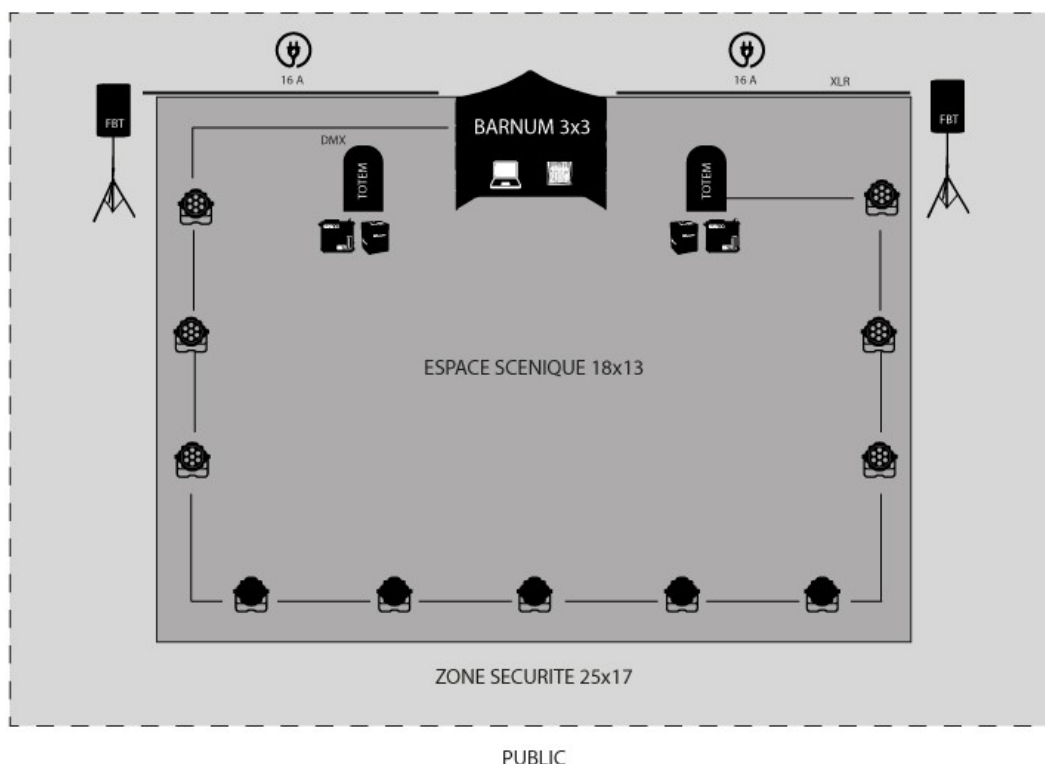 16 A
16 A
XLR
FBT
FBT
BARNUM 3x3
DMX
TOTEM
TOTEM
ESPACE SCENIQUE 18x13
ZONE SECURITE 25x17
PUBLIC